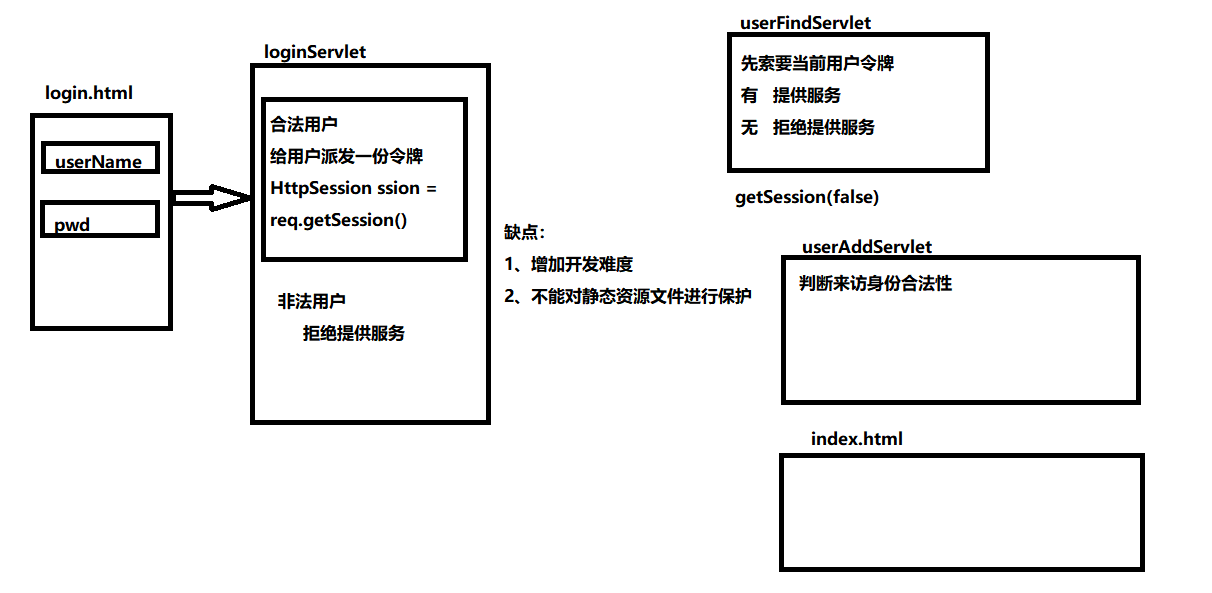 login.html
userName
pwd
loginServlet
合法用户
给用户派发一份令牌
HttpSession ssion =
req.getSession()
非法用户
拒绝提供服务
缺点：
1、增加开发难度
2、不能对静态资源文件进行保护
userFindServlet
先索要当前用户令牌
有 提供服务
无 拒绝提供服务
getSession(false)
userAddServlet
判断来访身份合法性
index.html